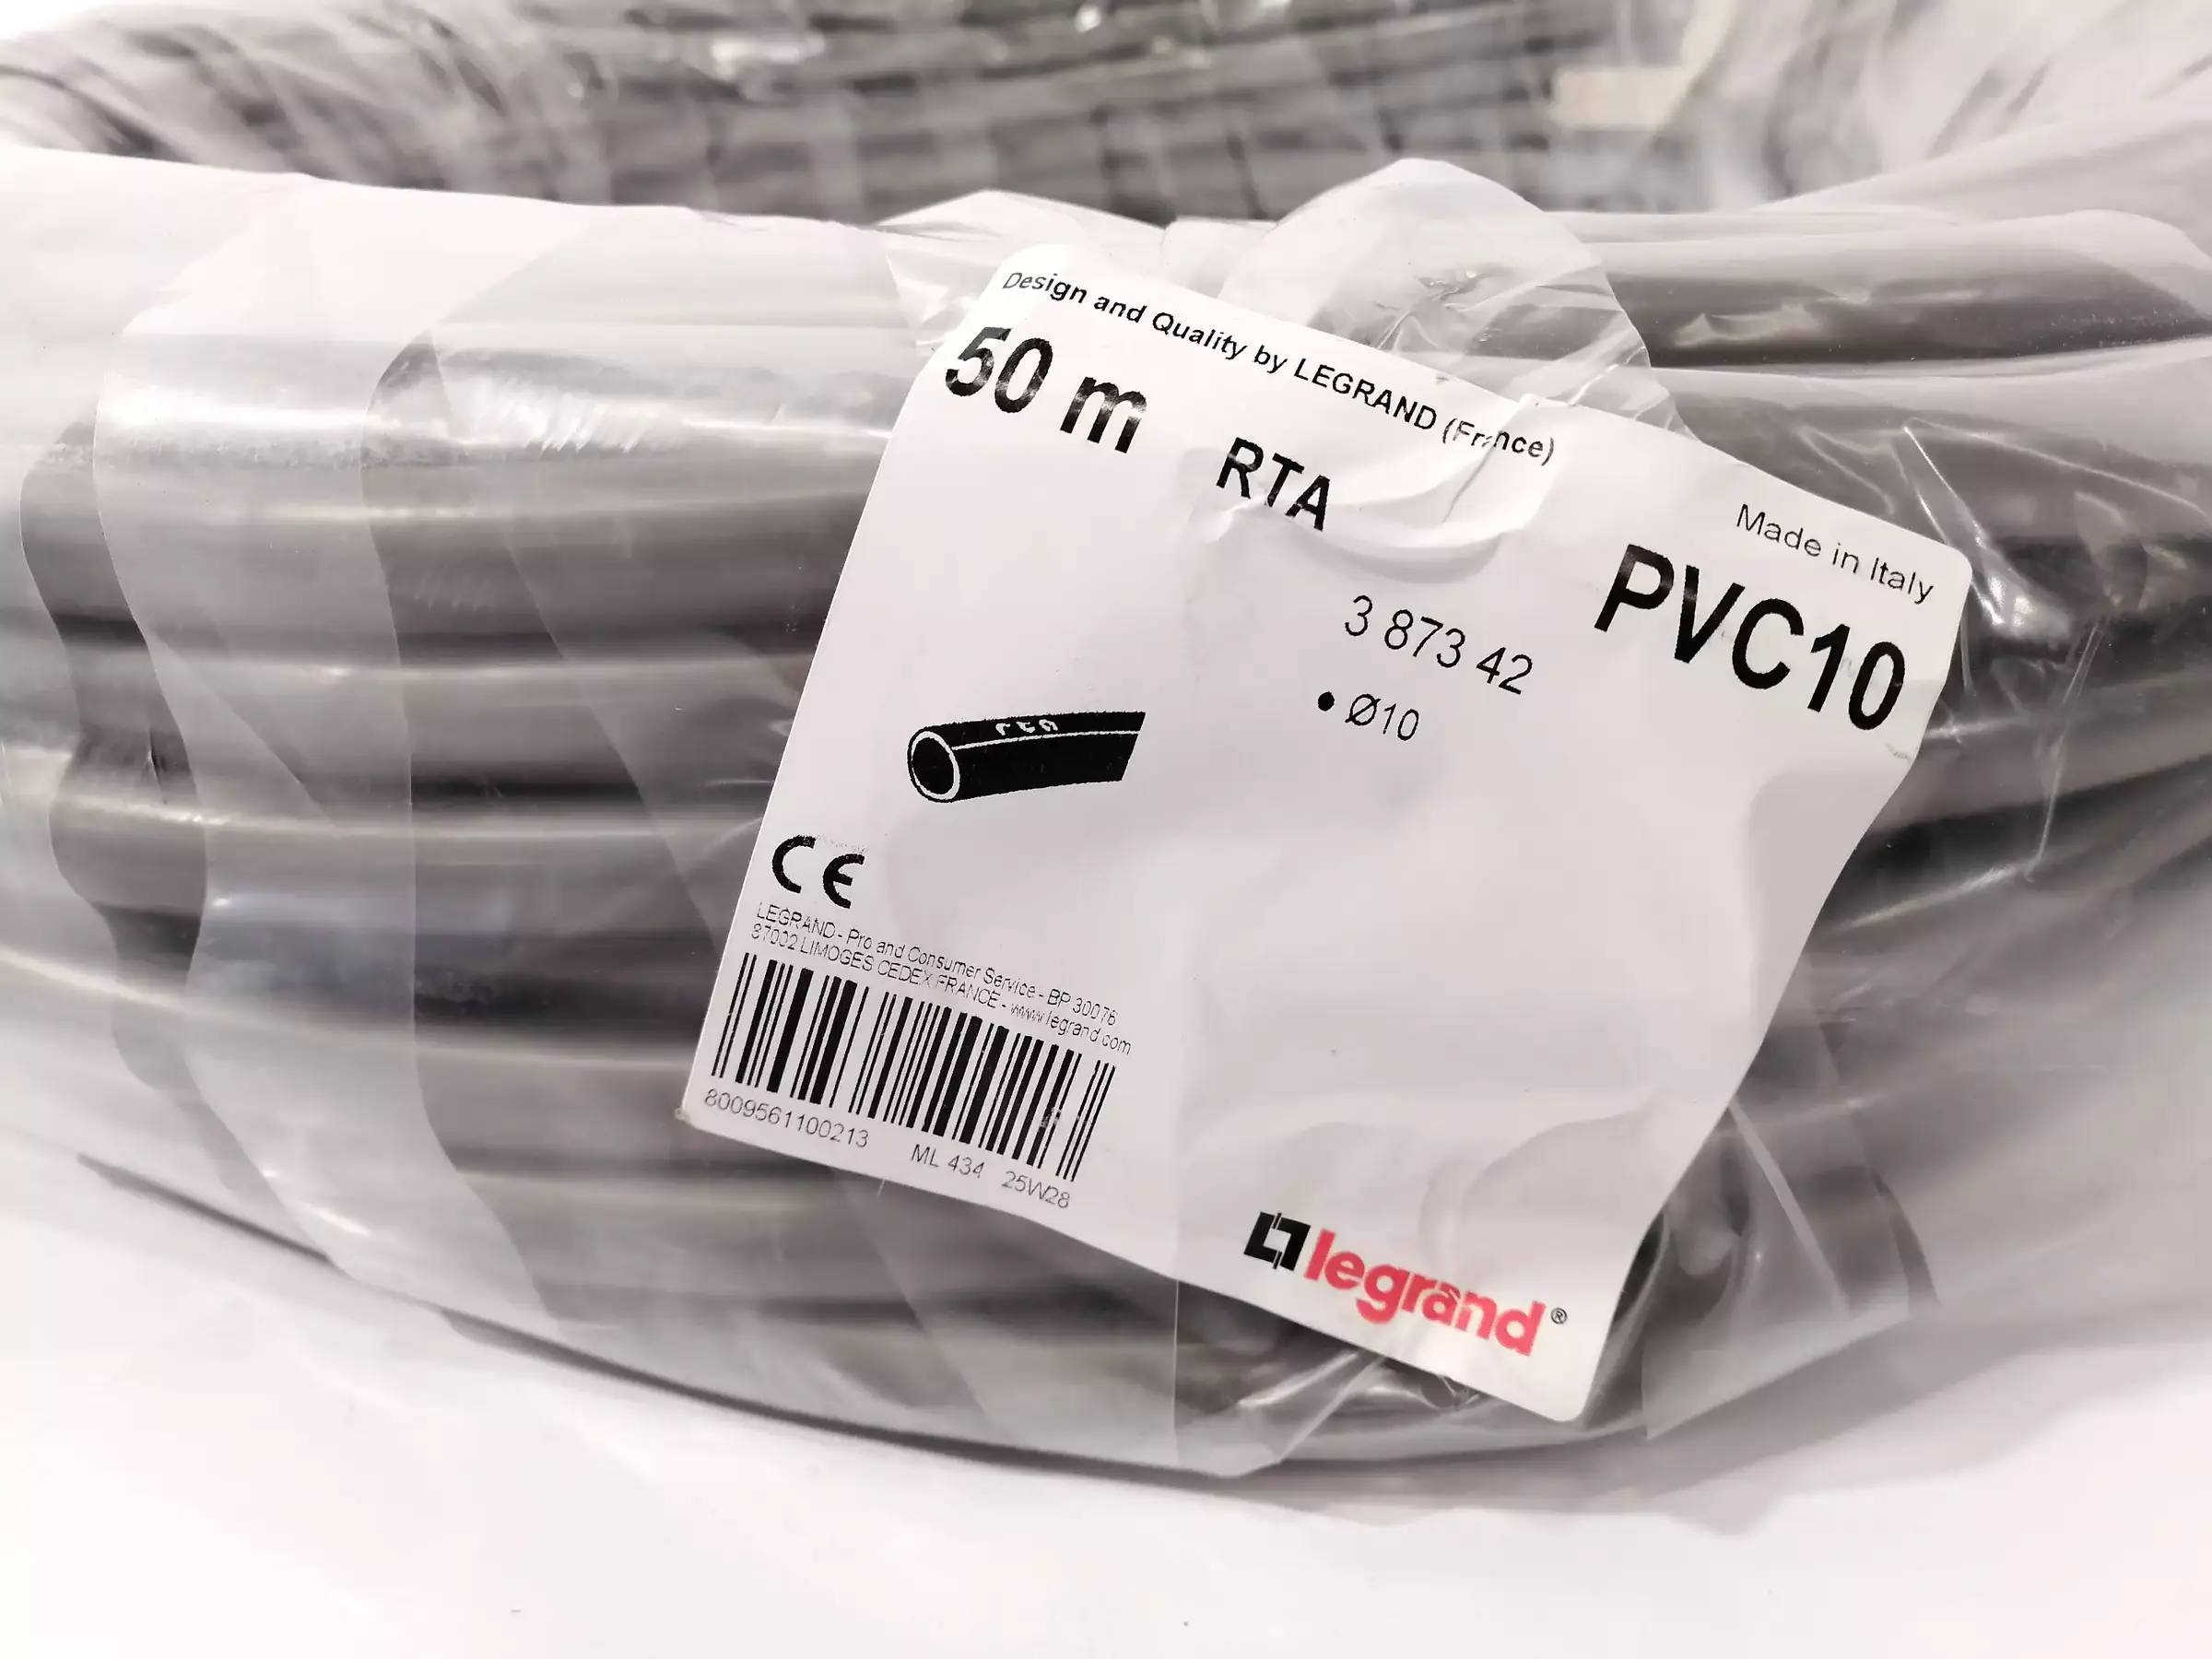 Design and Quality by LEGRAND (France)
50 m
RTA
Made in Italy
PVC10
3 873 42
• Ø10
rta
CE
LEGRAND - Pro and Consumer Service - BP 30076
87002 LIMOGES CEDEX FRANCE - www.legrand.com
8009561100213 ML 434 25W28
legrand®